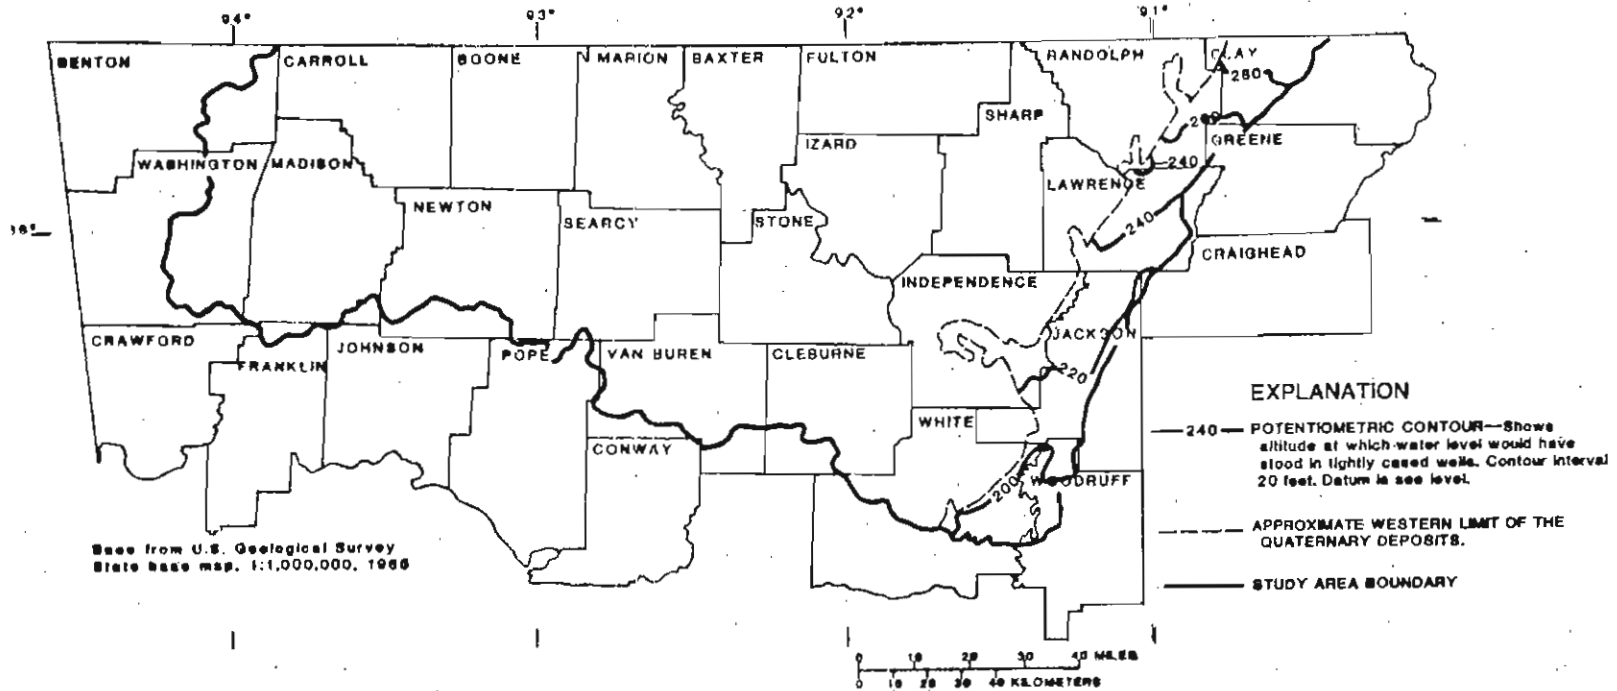 94° 93° 92° 91°
BENTON CARROLL BOONE MARION BAXTER FULTON RANDOLPH CLAY
280
SHARP
260
IZARD GREENE
WASHINGTON MADISON 240
LAWRENCE
NEWTON SEARCY STONE 240
36°
CRAIGHEAD
INDEPENDENCE
JACKSON
CRAWFORD JOHNSON POPE VAN BUREN CLEBURNE
FRANKLIN 220
WHITE
CONWAY
200 WOODRUFF
EXPLANATION
—240— POTENTIOMETRIC CONTOUR—Shows
altitude at which water level would have
stood in tightly cased wells. Contour interval
20 feet. Datum is sea level.
APPROXIMATE WESTERN LIMIT OF THE
QUATERNARY DEPOSITS.
STUDY AREA BOUNDARY
Base from U.S. Geological Survey
State base map, 1:1,000,000, 1966
0 10 20 30 40 MILES
0 10 20 30 40 KILOMETERS